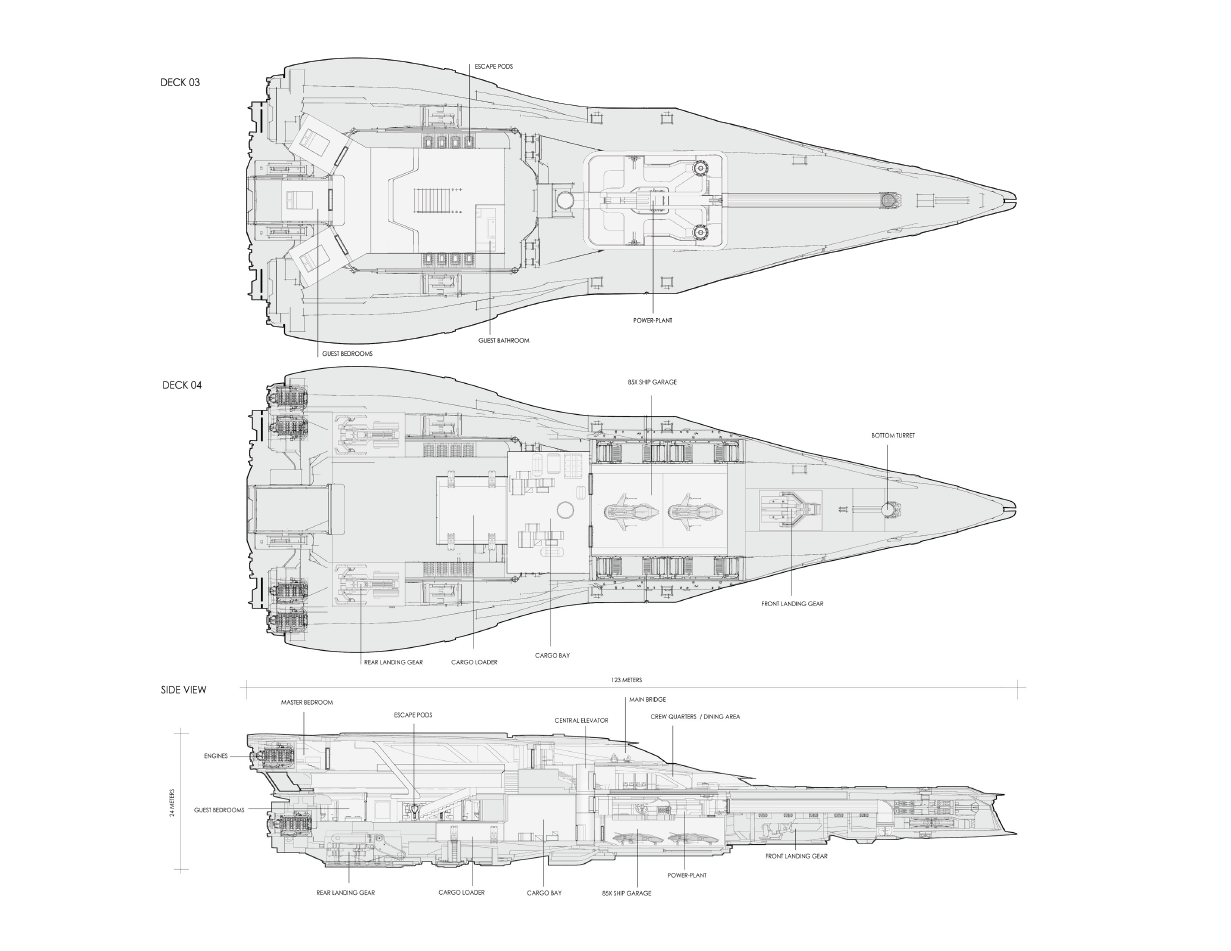 DECK 03
ESCAPE PODS
POWER-PLANT
GUEST BATHROOM
GUEST BEDROOMS
DECK 04
85X SHIP GARAGE
BOTTOM TURRET
FRONT LANDING GEAR
CARGO BAY
REAR LANDING GEAR
CARGO LOADER
123 METERS
SIDE VIEW
MAIN BRIDGE
MASTER BEDROOM
ESCAPE PODS
CENTRAL ELEVATOR
CREW QUARTERS / DINING AREA
ENGINES
24 METERS
GUEST BEDROOMS
FRONT LANDING GEAR
POWER-PLANT
REAR LANDING GEAR
CARGO LOADER
CARGO BAY
85X SHIP GARAGE